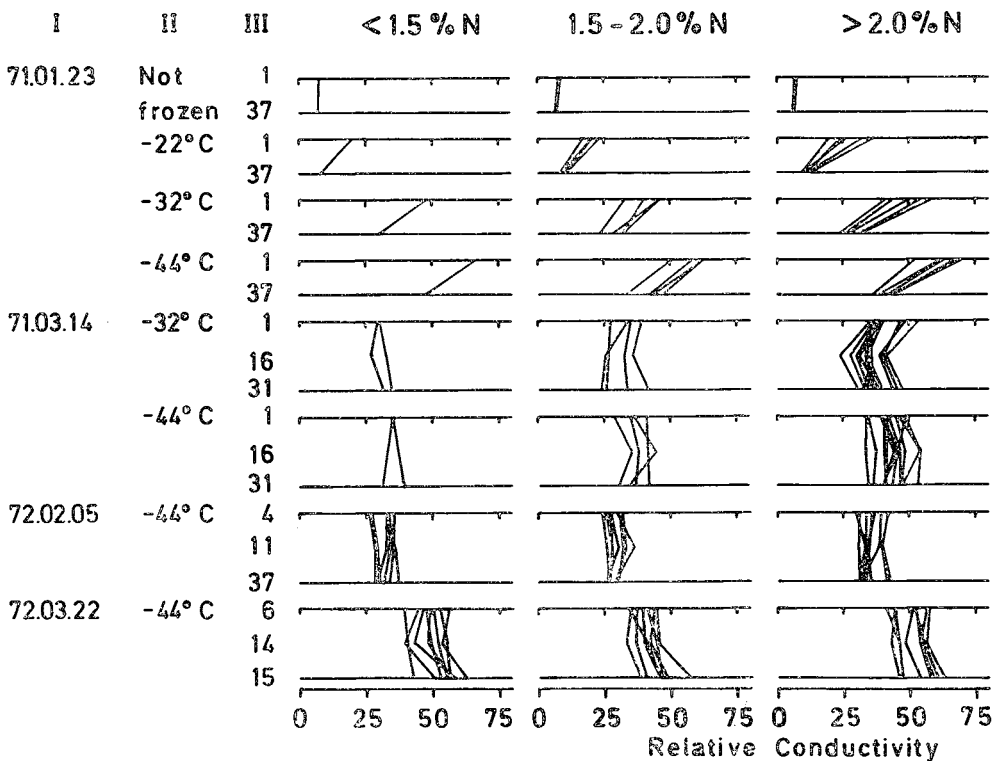 I II III < 1.5 % N 1.5 - 2.0 % N > 2.0 % N
71.01.23 Not 1
frozen 37
-22° C 1
37
-32° C 1
37
-44° C 1
37
71.03.14 -32° C 1
16
31
-44° C 1
16
31
72.02.05 -44° C 4
11
37
72.03.22 -44° C 6
14
15
0 25 50 75 0 25 50 75 0 25 50 75
Relative Conductivity